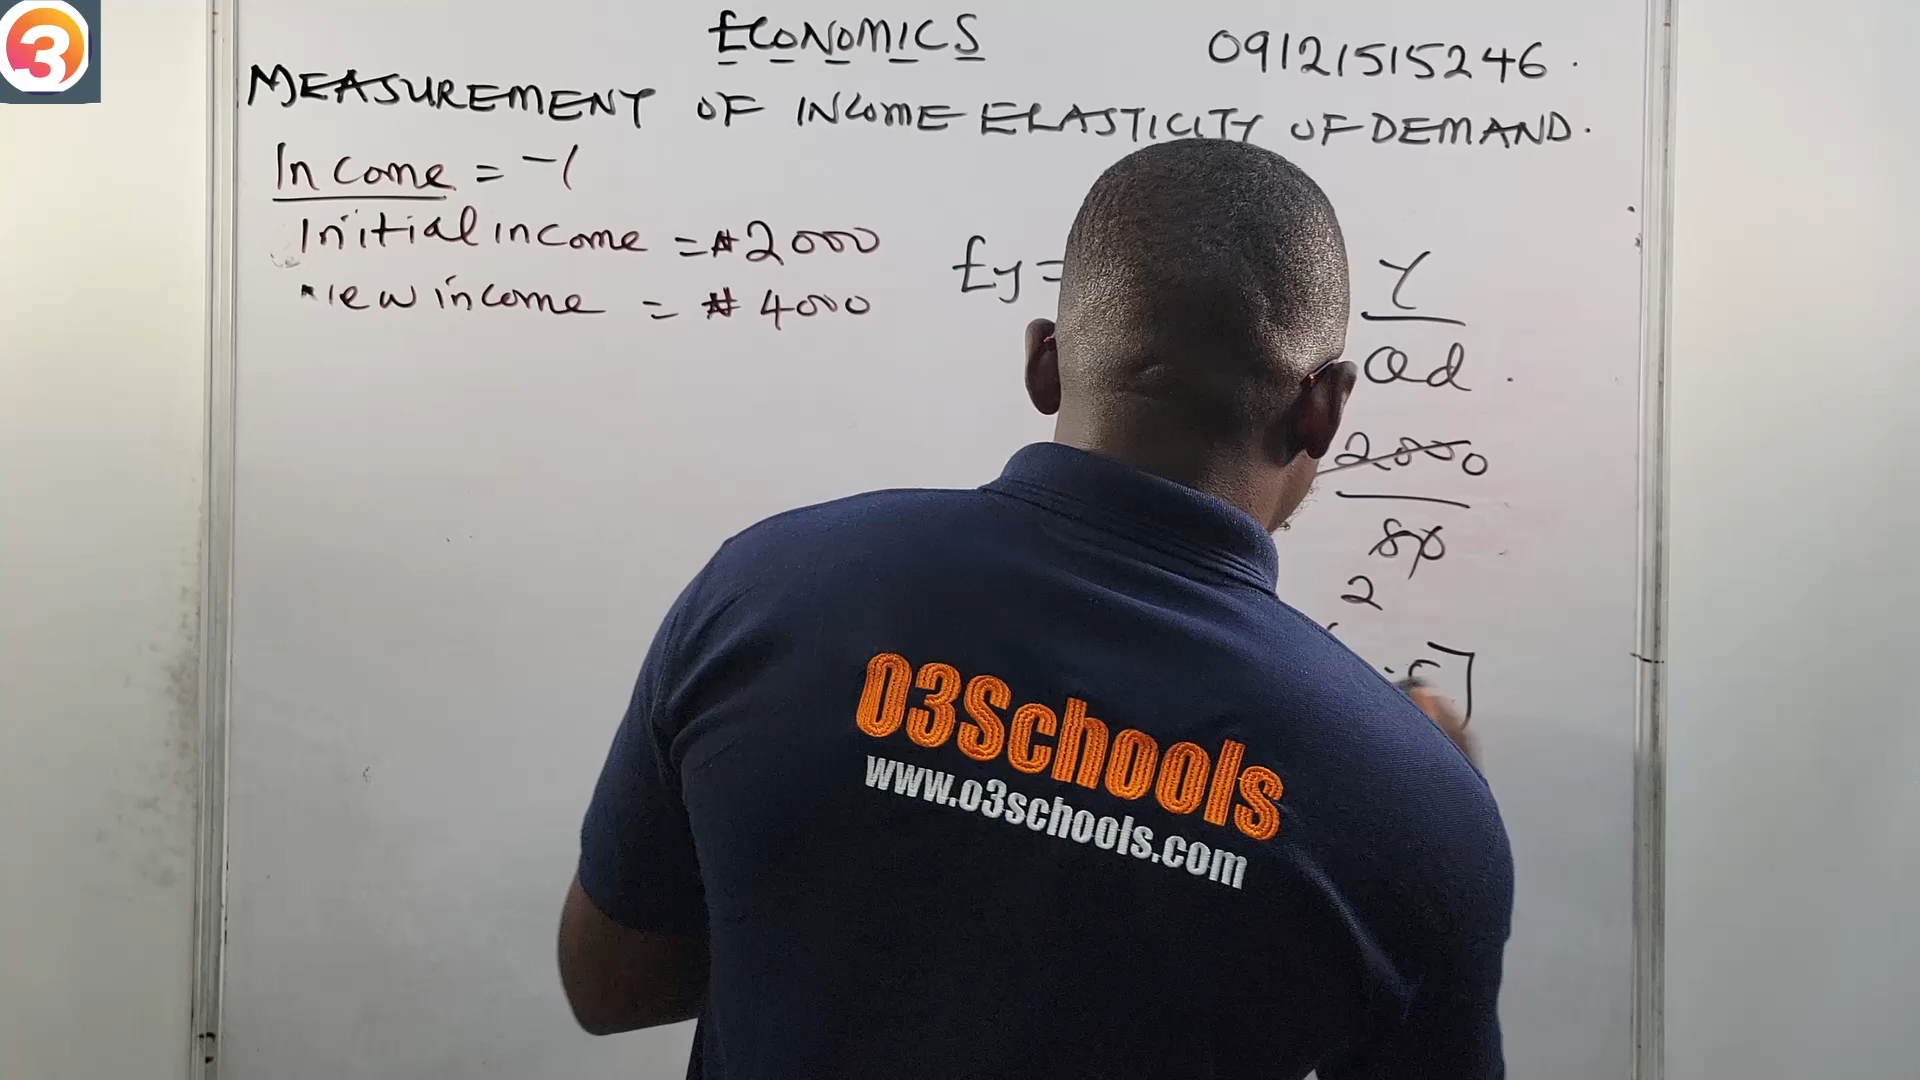 3
ECONOMICS
09121515246.
MEASUREMENT OF INCOME ELASTICITY OF DEMAND.
Income = -1
Initial income = ₦2000
new income = ₦4000
Ey =
Y
Qd.
2000
80
2
O3Schools
www.o3schools.com